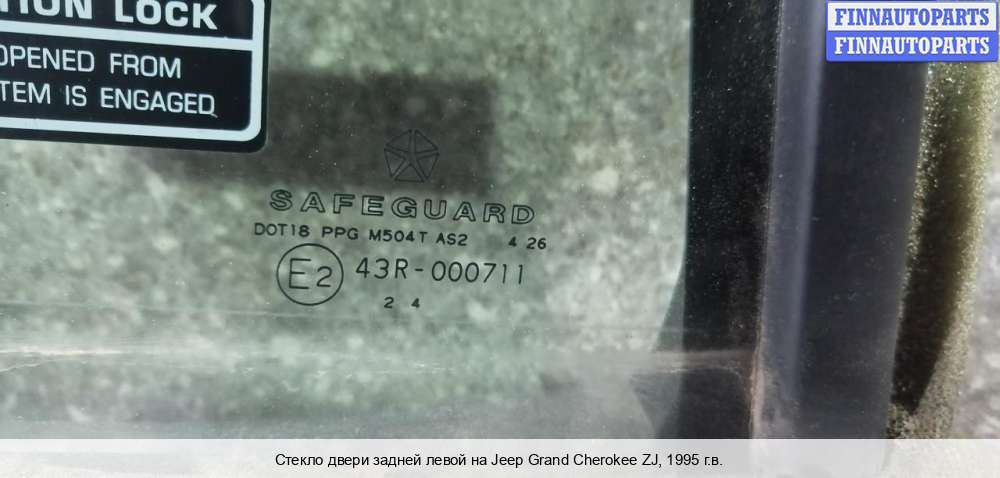 TION LOCK
OPENED FROM
TEM IS ENGAGED
FINNAUTOPARTS
FINNAUTOPARTS
SAFEGUARD
DOT18 PPG M504T AS2 4 26
E2 43R-000711
2 4
Стекло двери задней левой на Jeep Grand Cherokee ZJ, 1995 г.в.